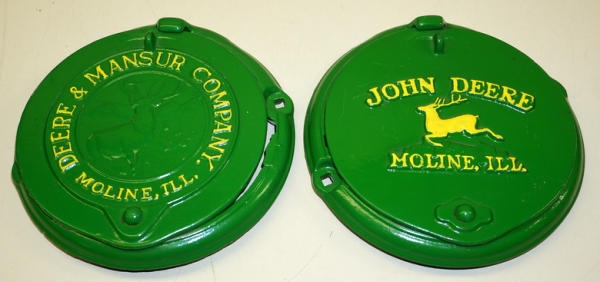 DEERE & MANSUR COMPANY.
MOLINE, ILL.
JOHN DEERE
MOLINE, ILL.